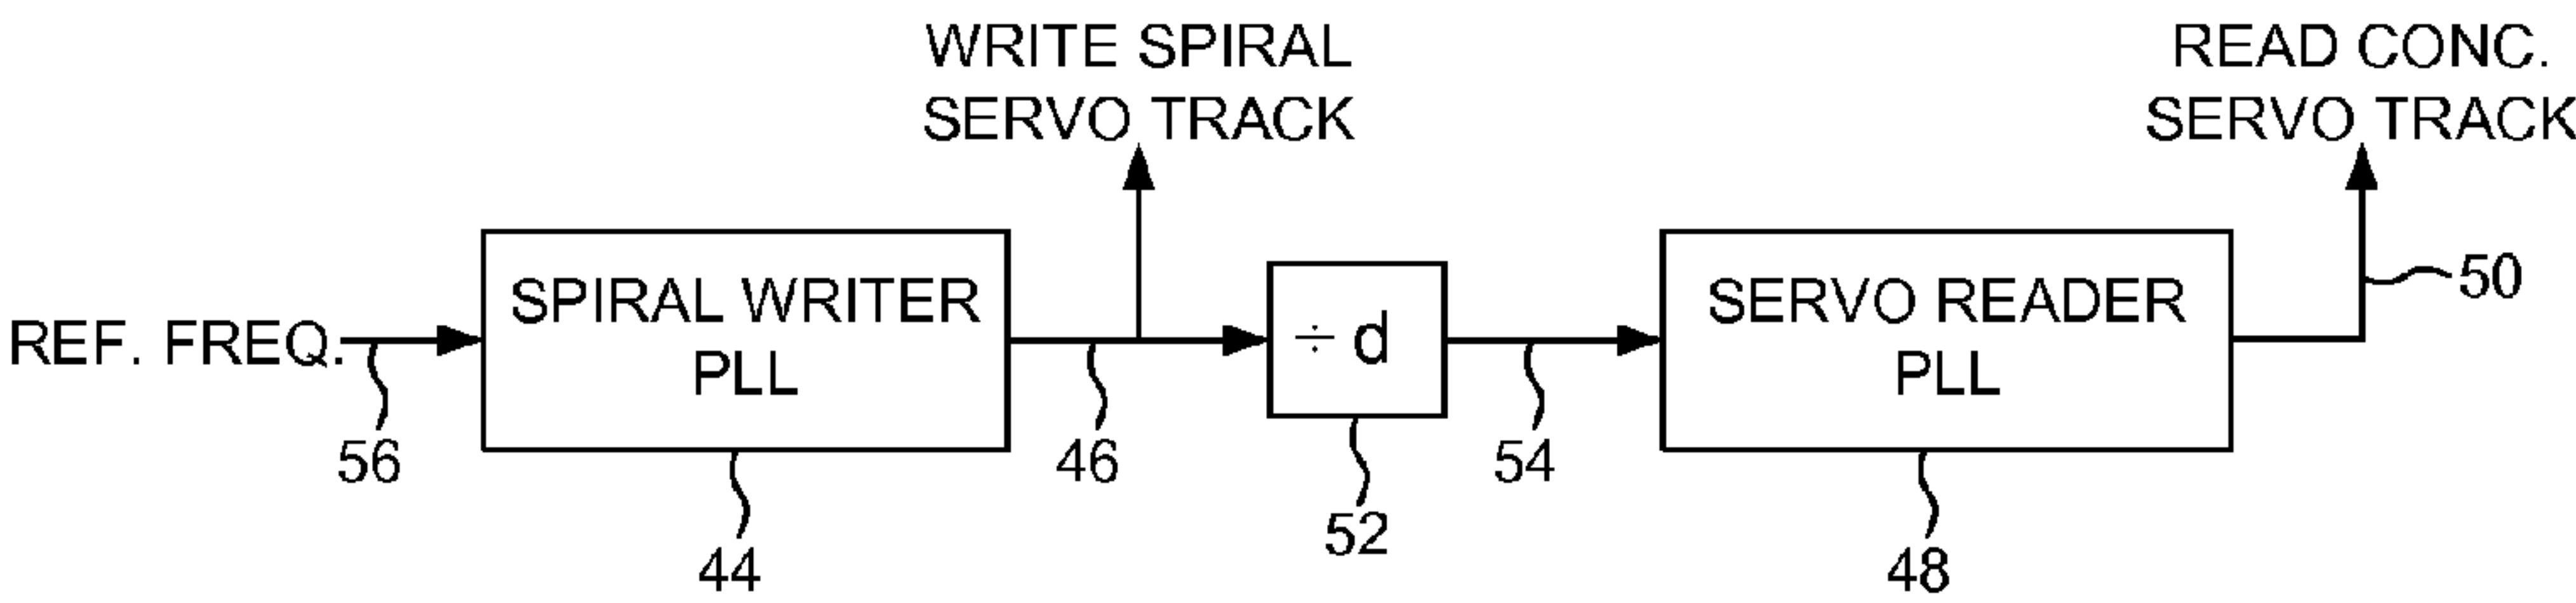 WRITE SPIRAL
SERVO TRACK
READ CONC.
SERVO TRACK
REF. FREQ.
SPIRAL WRITER
PLL
÷ d
SERVO READER
PLL
50
56
46
54
52
44
48